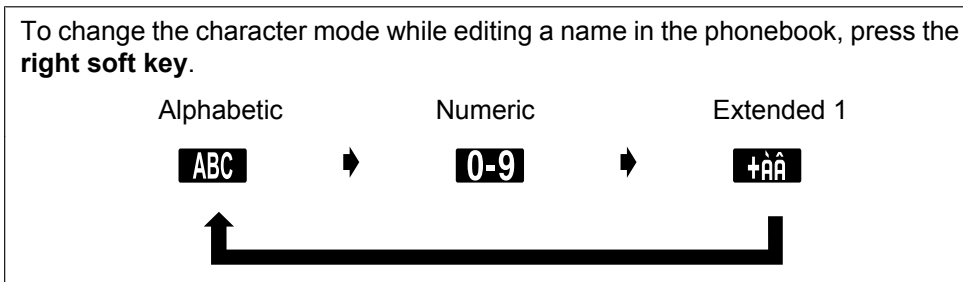 To change the character mode while editing a name in the phonebook, press the
right soft key.
Alphabetic Numeric Extended 1
ABC 0-9 +ÀÂ